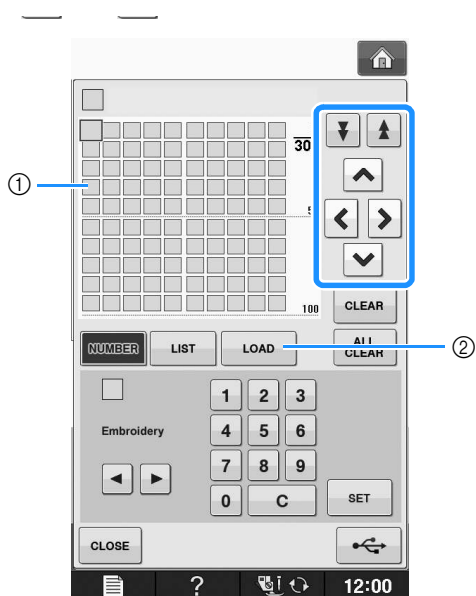 30
①
5
100
CLEAR
NUMBER LIST LOAD ALL CLEAR
②
1 2 3
Embroidery 4 5 6
7 8 9
0 C SET
CLOSE
? 12:00